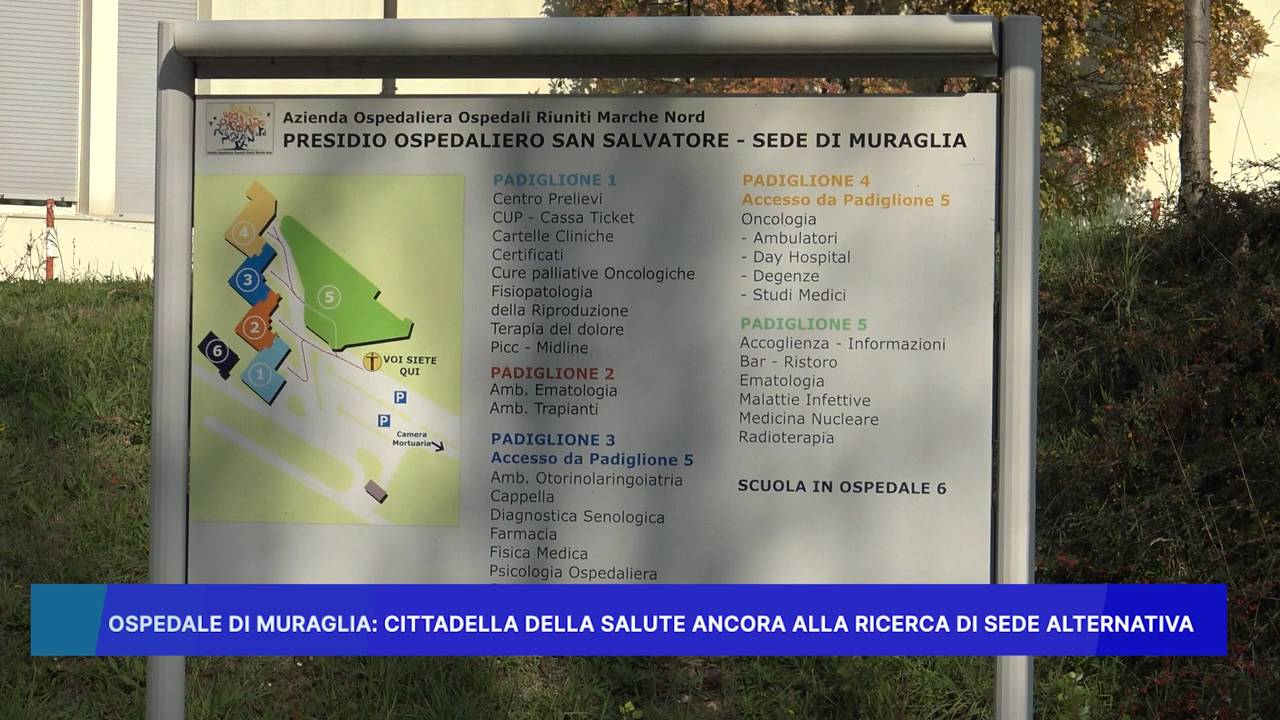 Azienda Ospedaliera Ospedali Riuniti Marche Nord
PRESIDIO OSPEDALIERO SAN SALVATORE - SEDE DI MURAGLIA
4
3
2
1
6
5
VOI SIETE
QUI
P
P
Camera
Mortuaria
PADIGLIONE 1
Centro Prelievi
CUP - Cassa Ticket
Cartelle Cliniche
Certificati
Cure palliative Oncologiche
Fisiopatologia
della Riproduzione
Terapia del dolore
Picc - Midline
PADIGLIONE 2
Amb. Ematologia
Amb. Trapianti
PADIGLIONE 3
Accesso da Padiglione 5
Amb. Otorinolaringoiatria
Cappella
Diagnostica Senologica
Farmacia
Fisica Medica
Psicologia Ospedaliera
PADIGLIONE 4
Accesso da Padiglione 5
Oncologia
- Ambulatori
- Day Hospital
- Degenze
- Studi Medici
PADIGLIONE 5
Accoglienza - Informazioni
Bar - Ristoro
Ematologia
Malattie Infettive
Medicina Nucleare
Radioterapia
SCUOLA IN OSPEDALE 6
OSPEDALE DI MURAGLIA: CITTADELLA DELLA SALUTE ANCORA ALLA RICERCA DI SEDE ALTERNATIVA